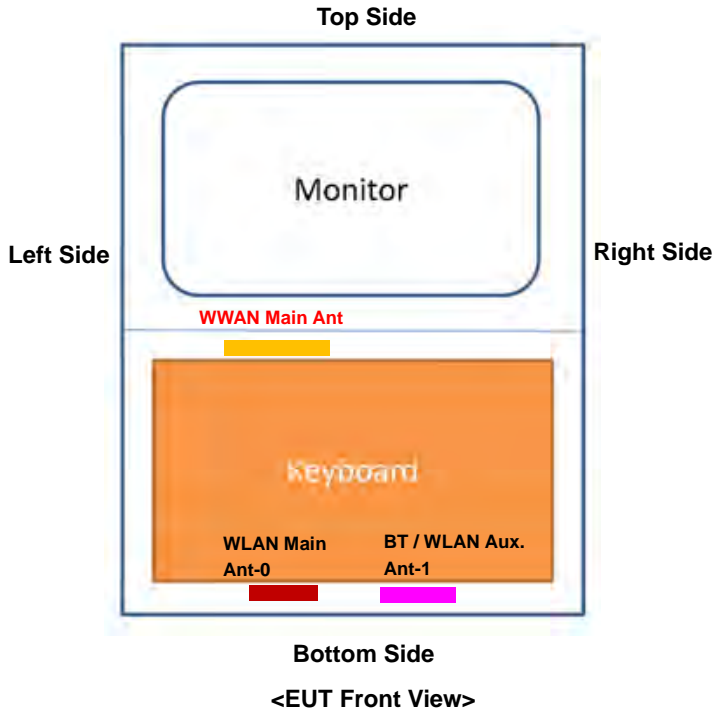 Top Side
Monitor
Left Side
Right Side
WWAN Main Ant
Keyboard
WLAN Main
Ant-0
BT / WLAN Aux.
Ant-1
Bottom Side
<EUT Front View>